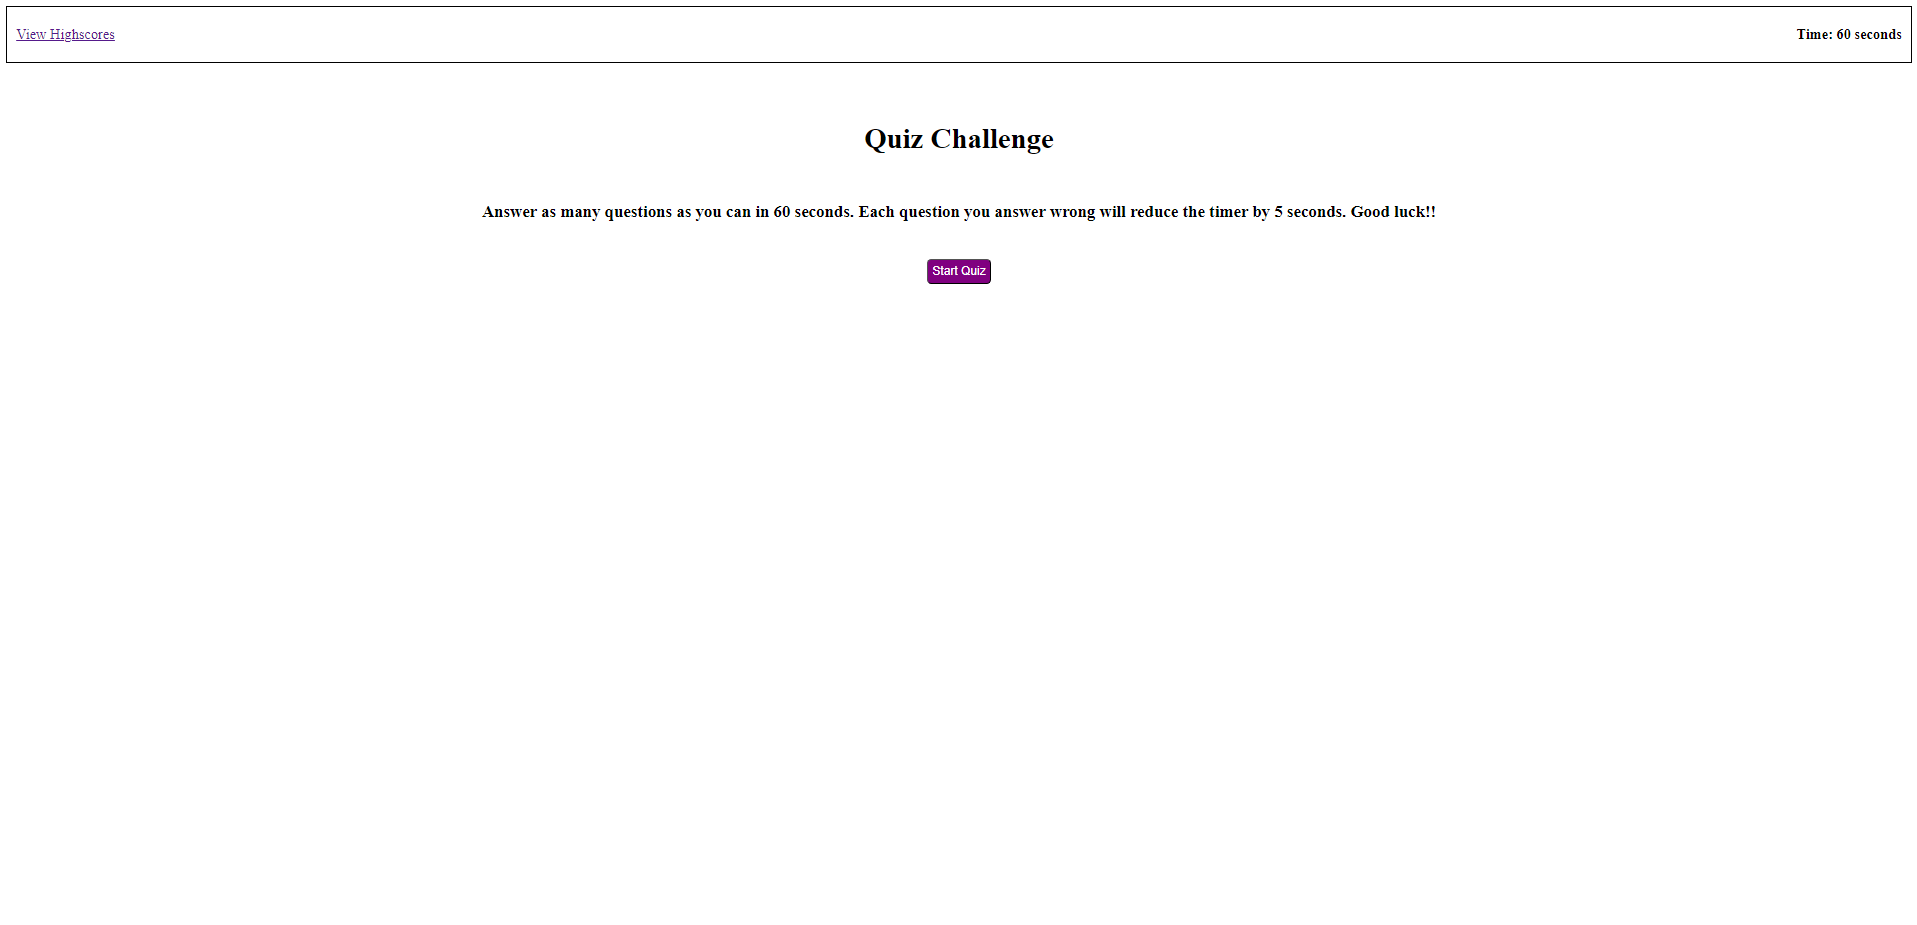 View Highscores
Time: 60 seconds
Quiz Challenge
Answer as many questions as you can in 60 seconds. Each question you answer wrong will reduce the timer by 5 seconds. Good luck!!
Start Quiz